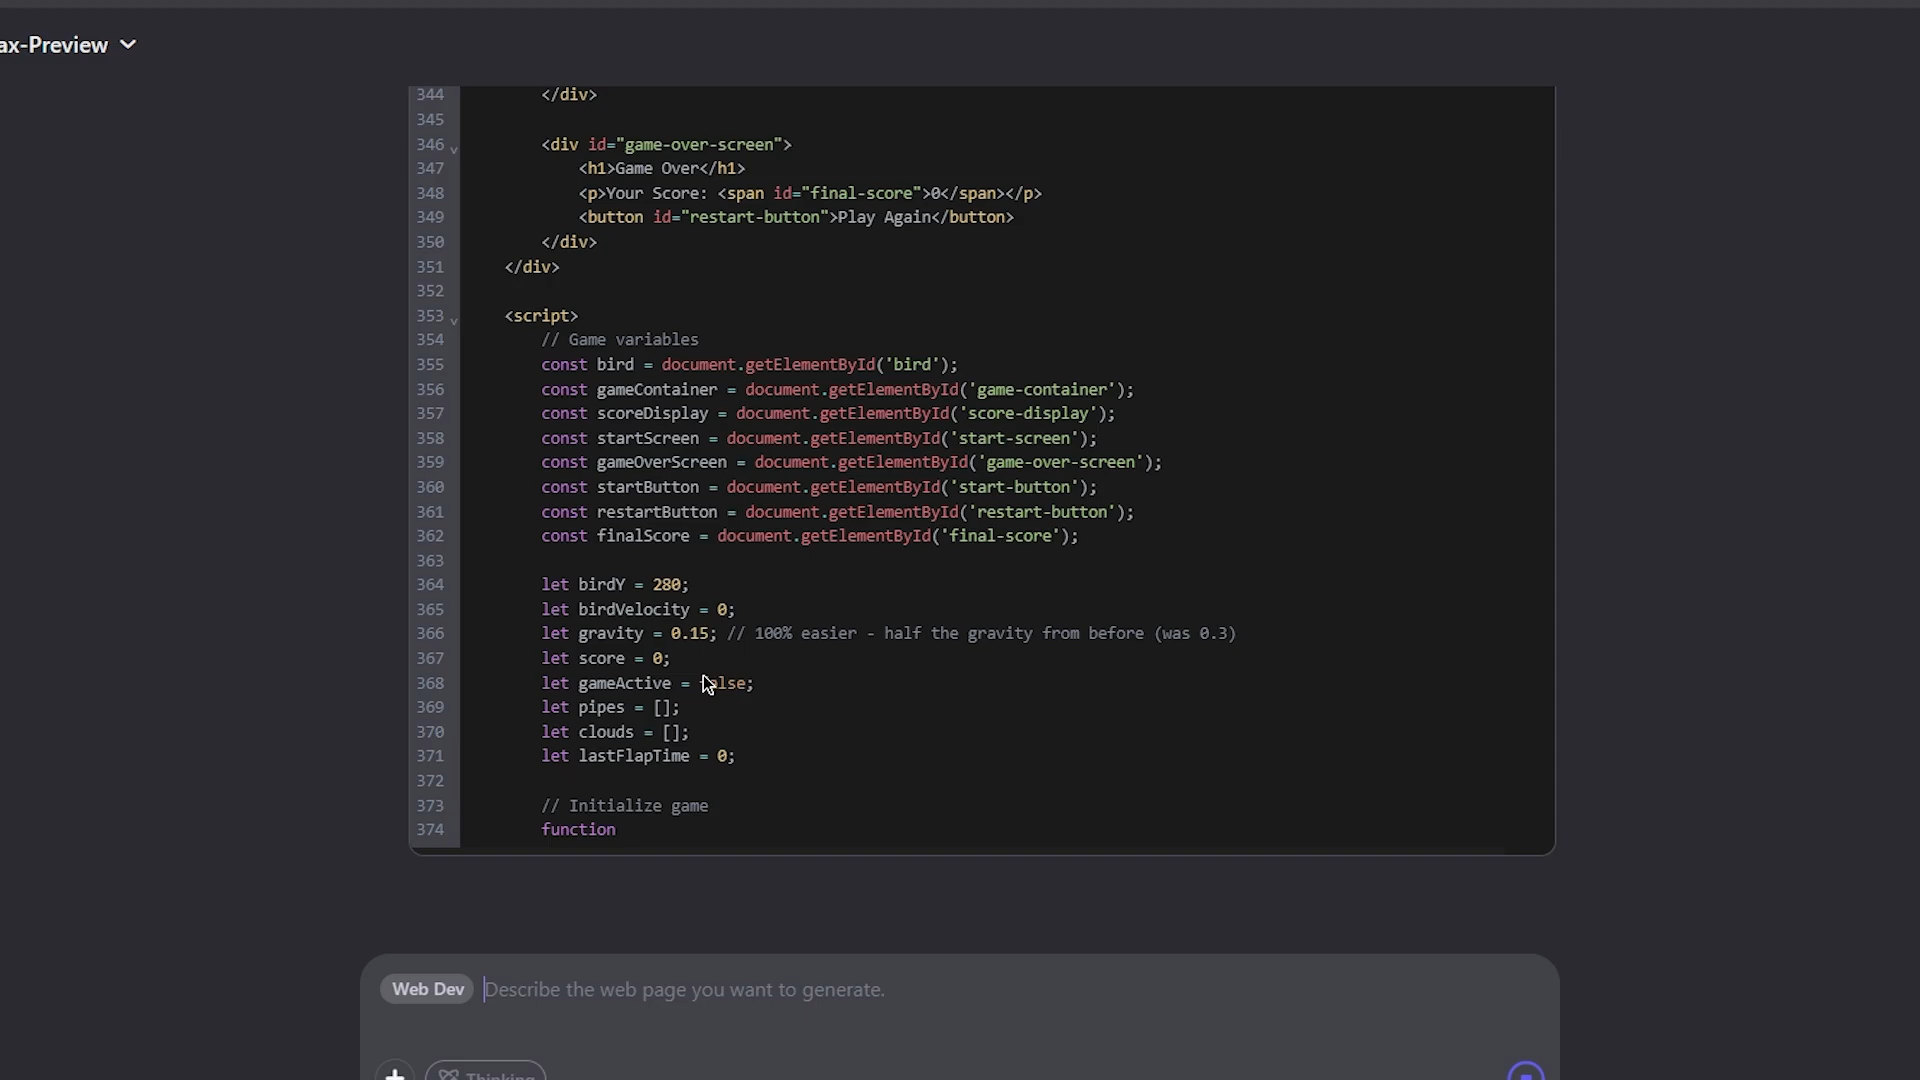 ax-Preview
344 </div>
345
346 <div id="game-over-screen">
347 <h1>Game Over</h1>
348 <p>Your Score: <span id="final-score">0</span></p>
349 <button id="restart-button">Play Again</button>
350 </div>
351 </div>
352
353 <script>
354 // Game variables
355 const bird = document.getElementById('bird');
356 const gameContainer = document.getElementById('game-container');
357 const scoreDisplay = document.getElementById('score-display');
358 const startScreen = document.getElementById('start-screen');
359 const gameOverScreen = document.getElementById('game-over-screen');
360 const startButton = document.getElementById('start-button');
361 const restartButton = document.getElementById('restart-button');
362 const finalScore = document.getElementById('final-score');
363
364 let birdY = 280;
365 let birdVelocity = 0;
366 let gravity = 0.15; // 100% easier - half the gravity from before (was 0.3)
367 let score = 0;
368 let gameActive = false;
369 let pipes = [];
370 let clouds = [];
371 let lastFlapTime = 0;
372
373 // Initialize game
374 function
Web Dev Describe the web page you want to generate.
+ Thinking